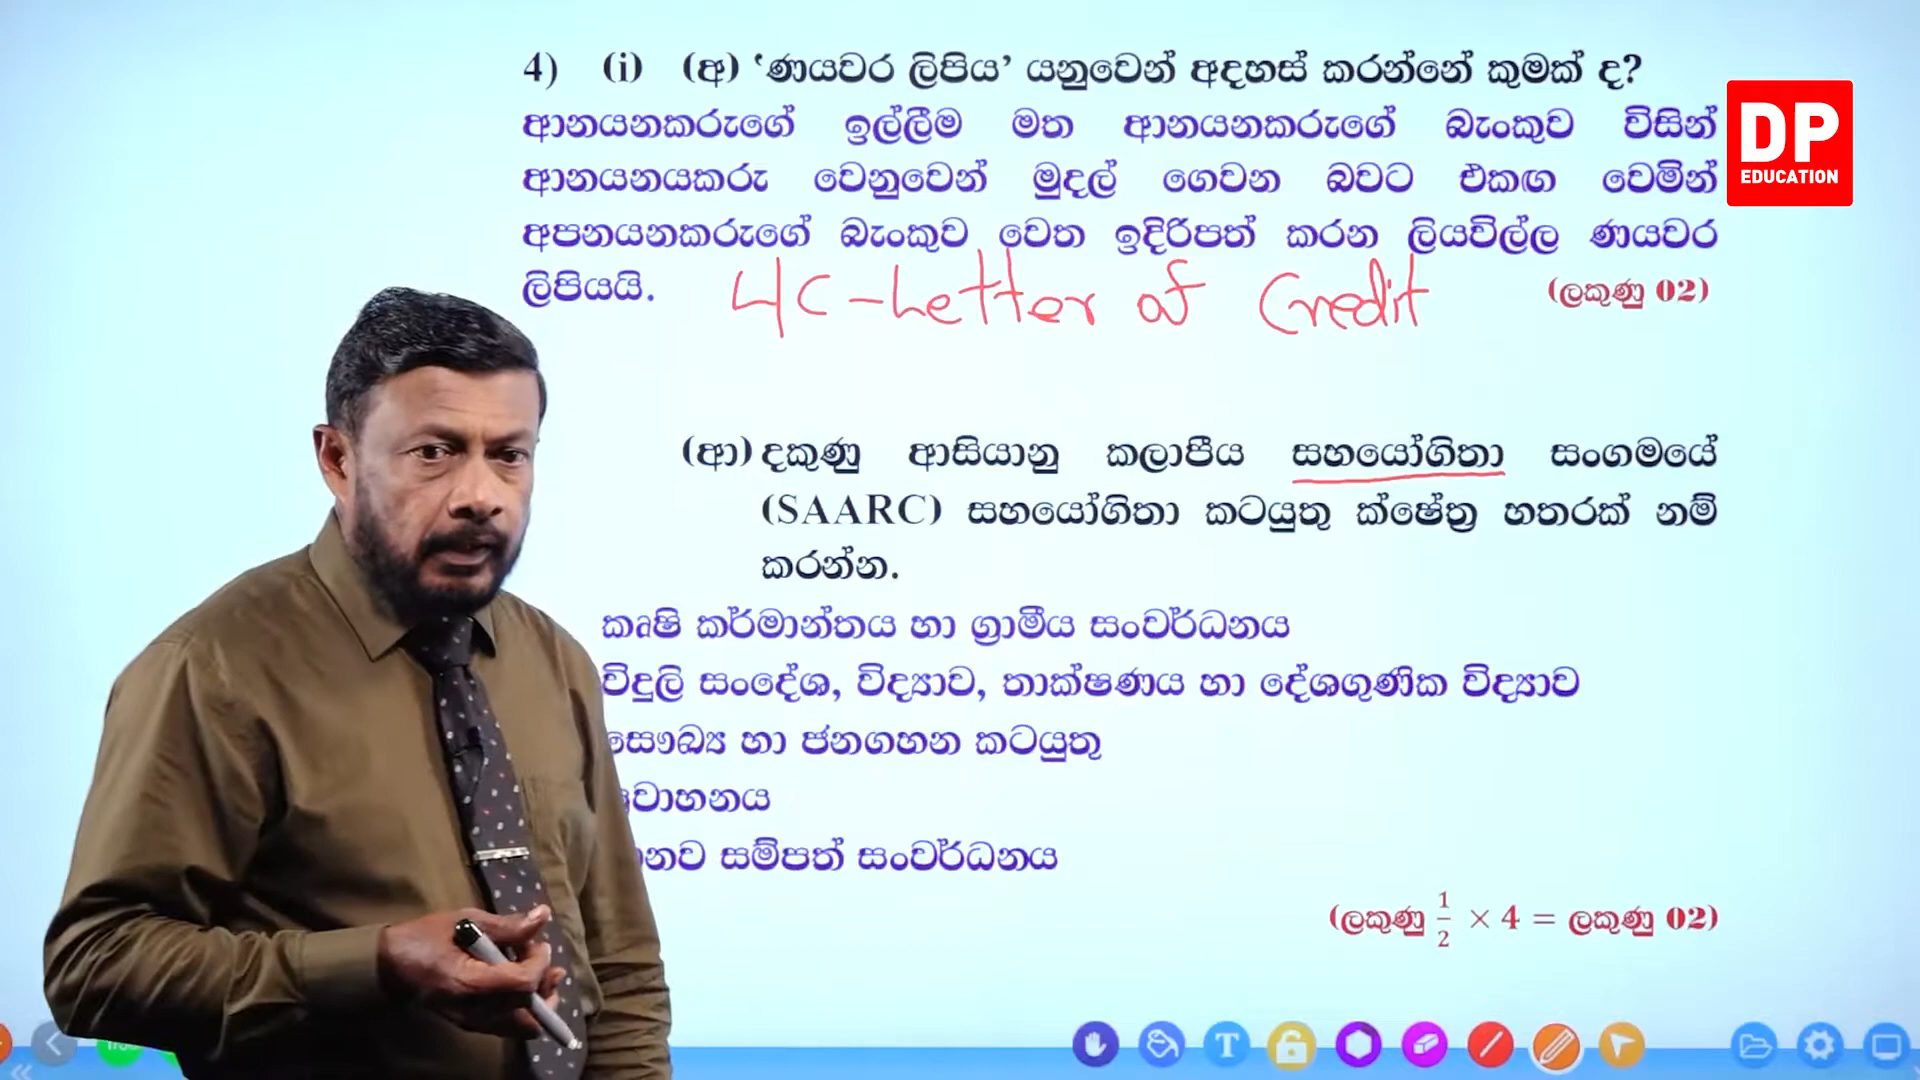 4) (i) (අ) ‘ණයවර ලිපිය’ යනුවෙන් අදහස් කරන්නේ කුමක් ද?
ආනයනකරුගේ ඉල්ලීම මත ආනයනකරුගේ බැංකුව විසින්
ආනයනයකරු වෙනුවෙන් මුදල් ගෙවන බවට එකඟ වෙමින්
අපනයනකරුගේ බැංකුව වෙත ඉදිරිපත් කරන ලියවිල්ල ණයවර
ලිපියයි. (ලකුණු 02)
LC - Letter of Credit
DP
EDUCATION
(ආ) දකුණු ආසියානු කලාපීය සහයෝගිතා සංගමයේ
(SAARC) සහයෝගිතා කටයුතු ක්ෂේත්‍ර හතරක් නම්
කරන්න.
කෘෂි කර්මාන්තය හා ග්‍රාමීය සංවර්ධනය
විදුලි සංදේශ, විද්‍යාව, තාක්ෂණය හා දේශගුණික විද්‍යාව
සෞඛ්‍ය හා ජනගහන කටයුතු
වාහනය
නව සම්පත් සංවර්ධනය
(ලකුණු 1/2 × 4 = ලකුණු 02)